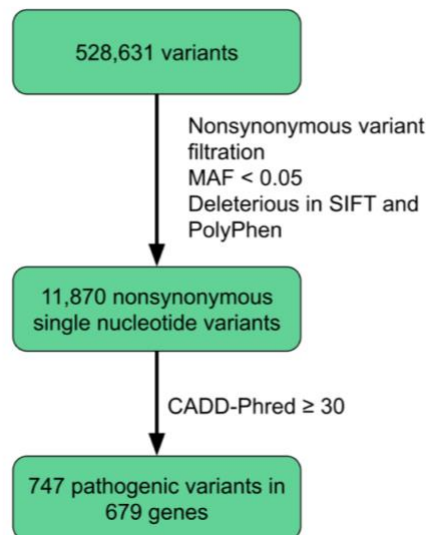 528,631 variants
Nonsynonymous variant
filtration
MAF < 0.05
Deleterious in SIFT and
PolyPhen
11,870 nonsynonymous
single nucleotide variants
CADD-Phred ≥ 30
747 pathogenic variants in
679 genes